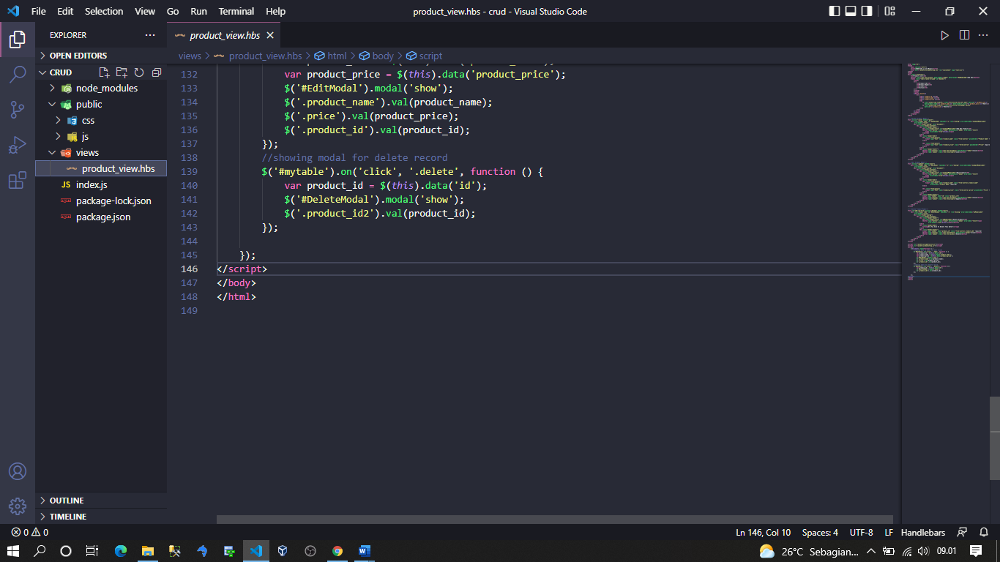 File Edit Selection View Go Run Terminal Help
product_view.hbs - crud - Visual Studio Code
EXPLORER
OPEN EDITORS
CRUD
node_modules
public
css
js
views
product_view.hbs
JS index.js
package-lock.json
package.json
OUTLINE
TIMELINE
product_view.hbs
views > product_view.hbs > html > body > script
132 var product_price = $(this).data('product_price');
133 $('#EditModal').modal('show');
134 $('.product_name').val(product_name);
135 $('.price').val(product_price);
136 $('.product_id').val(product_id);
137 });
138 //showing modal for delete record
139 $('#mytable').on('click', '.delete', function () {
140 var product_id = $(this).data('id');
141 $('#DeleteModal').modal('show');
142 $('.product_id2').val(product_id);
143 });
144
145 });
146 </script>
147 </body>
148 </html>
149
0 0
Ln 146, Col 10 Spaces: 4 UTF-8 LF Handlebars
26°C Sebagian... 09.01